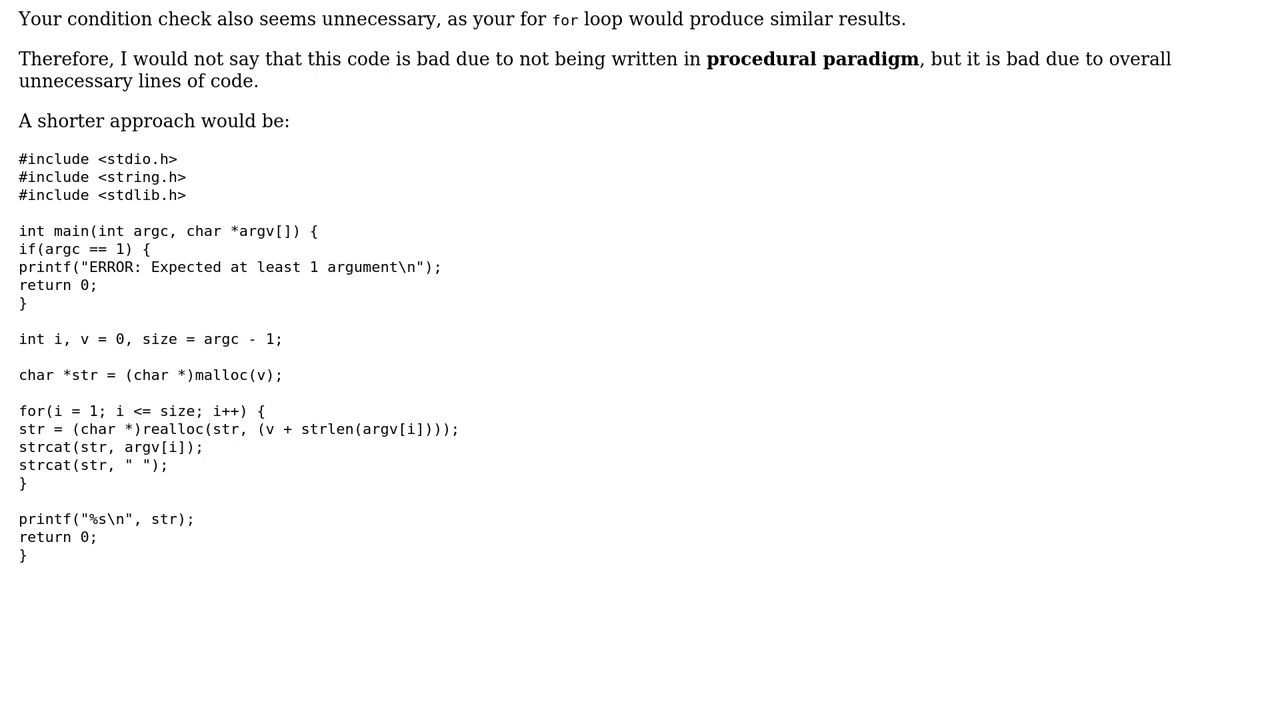 Your condition check also seems unnecessary, as your for for loop would produce similar results.
Therefore, I would not say that this code is bad due to not being written in procedural paradigm, but it is bad due to overall
unnecessary lines of code.
A shorter approach would be:
#include <stdio.h>
#include <string.h>
#include <stdlib.h>
int main(int argc, char *argv[]) {
if(argc == 1) {
printf("ERROR: Expected at least 1 argument\n");
return 0;
}
int i, v = 0, size = argc - 1;
char *str = (char *)malloc(v);
for(i = 1; i <= size; i++) {
str = (char *)realloc(str, (v + strlen(argv[i])));
strcat(str, argv[i]);
strcat(str, " ");
}
printf("%s\n", str);
return 0;
}